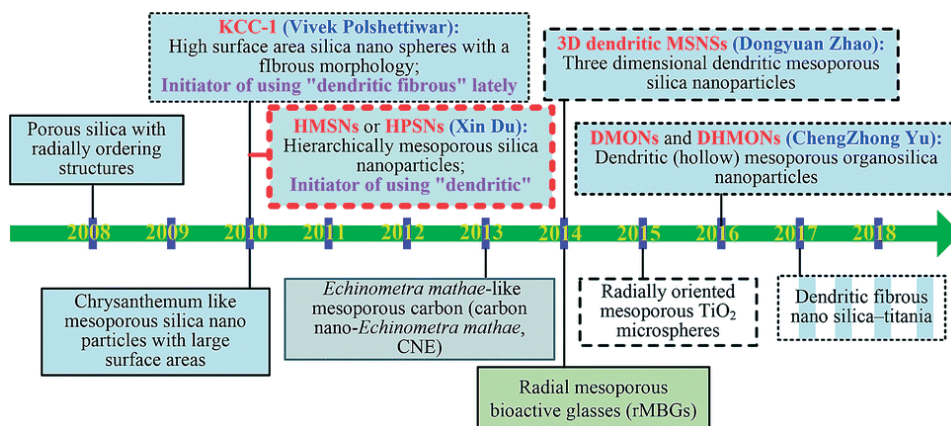 KCC-1 (Vivek Polshettiwar):
High surface area silica nano spheres with a
fIbrous morphology;
Initiator of using "dendritic fibrous" lately
3D dendritic MSNSs (Dongyuan Zhao):
Three dimensional dendritic mesoporous
silica nanoparticles
Porous silica with
radially ordering
structures
HMSNs or HPSNs (Xin Du):
Hierarchically mesoporous silica
nanoparticles;
Initiator of using "dendritic"
DMONs and DHMONs (ChengZhong Yu):
Dendritic (hollow) mesoporous organosilica
nanoparticles
2008 2009 2010 2011 2012 2013 2014 2015 2016 2017 2018
Chrysanthemum like
mesoporous silica nano
particles with large
surface areas
Echinometra mathae-like
mesoporous carbon (carbon
nano-Echinometra mathae,
CNE)
Radial mesoporous
bioactive glasses (rMBGs)
Radially oriented
mesoporous TiO₂
microspheres
Dendritic fibrous
nano silica–titania